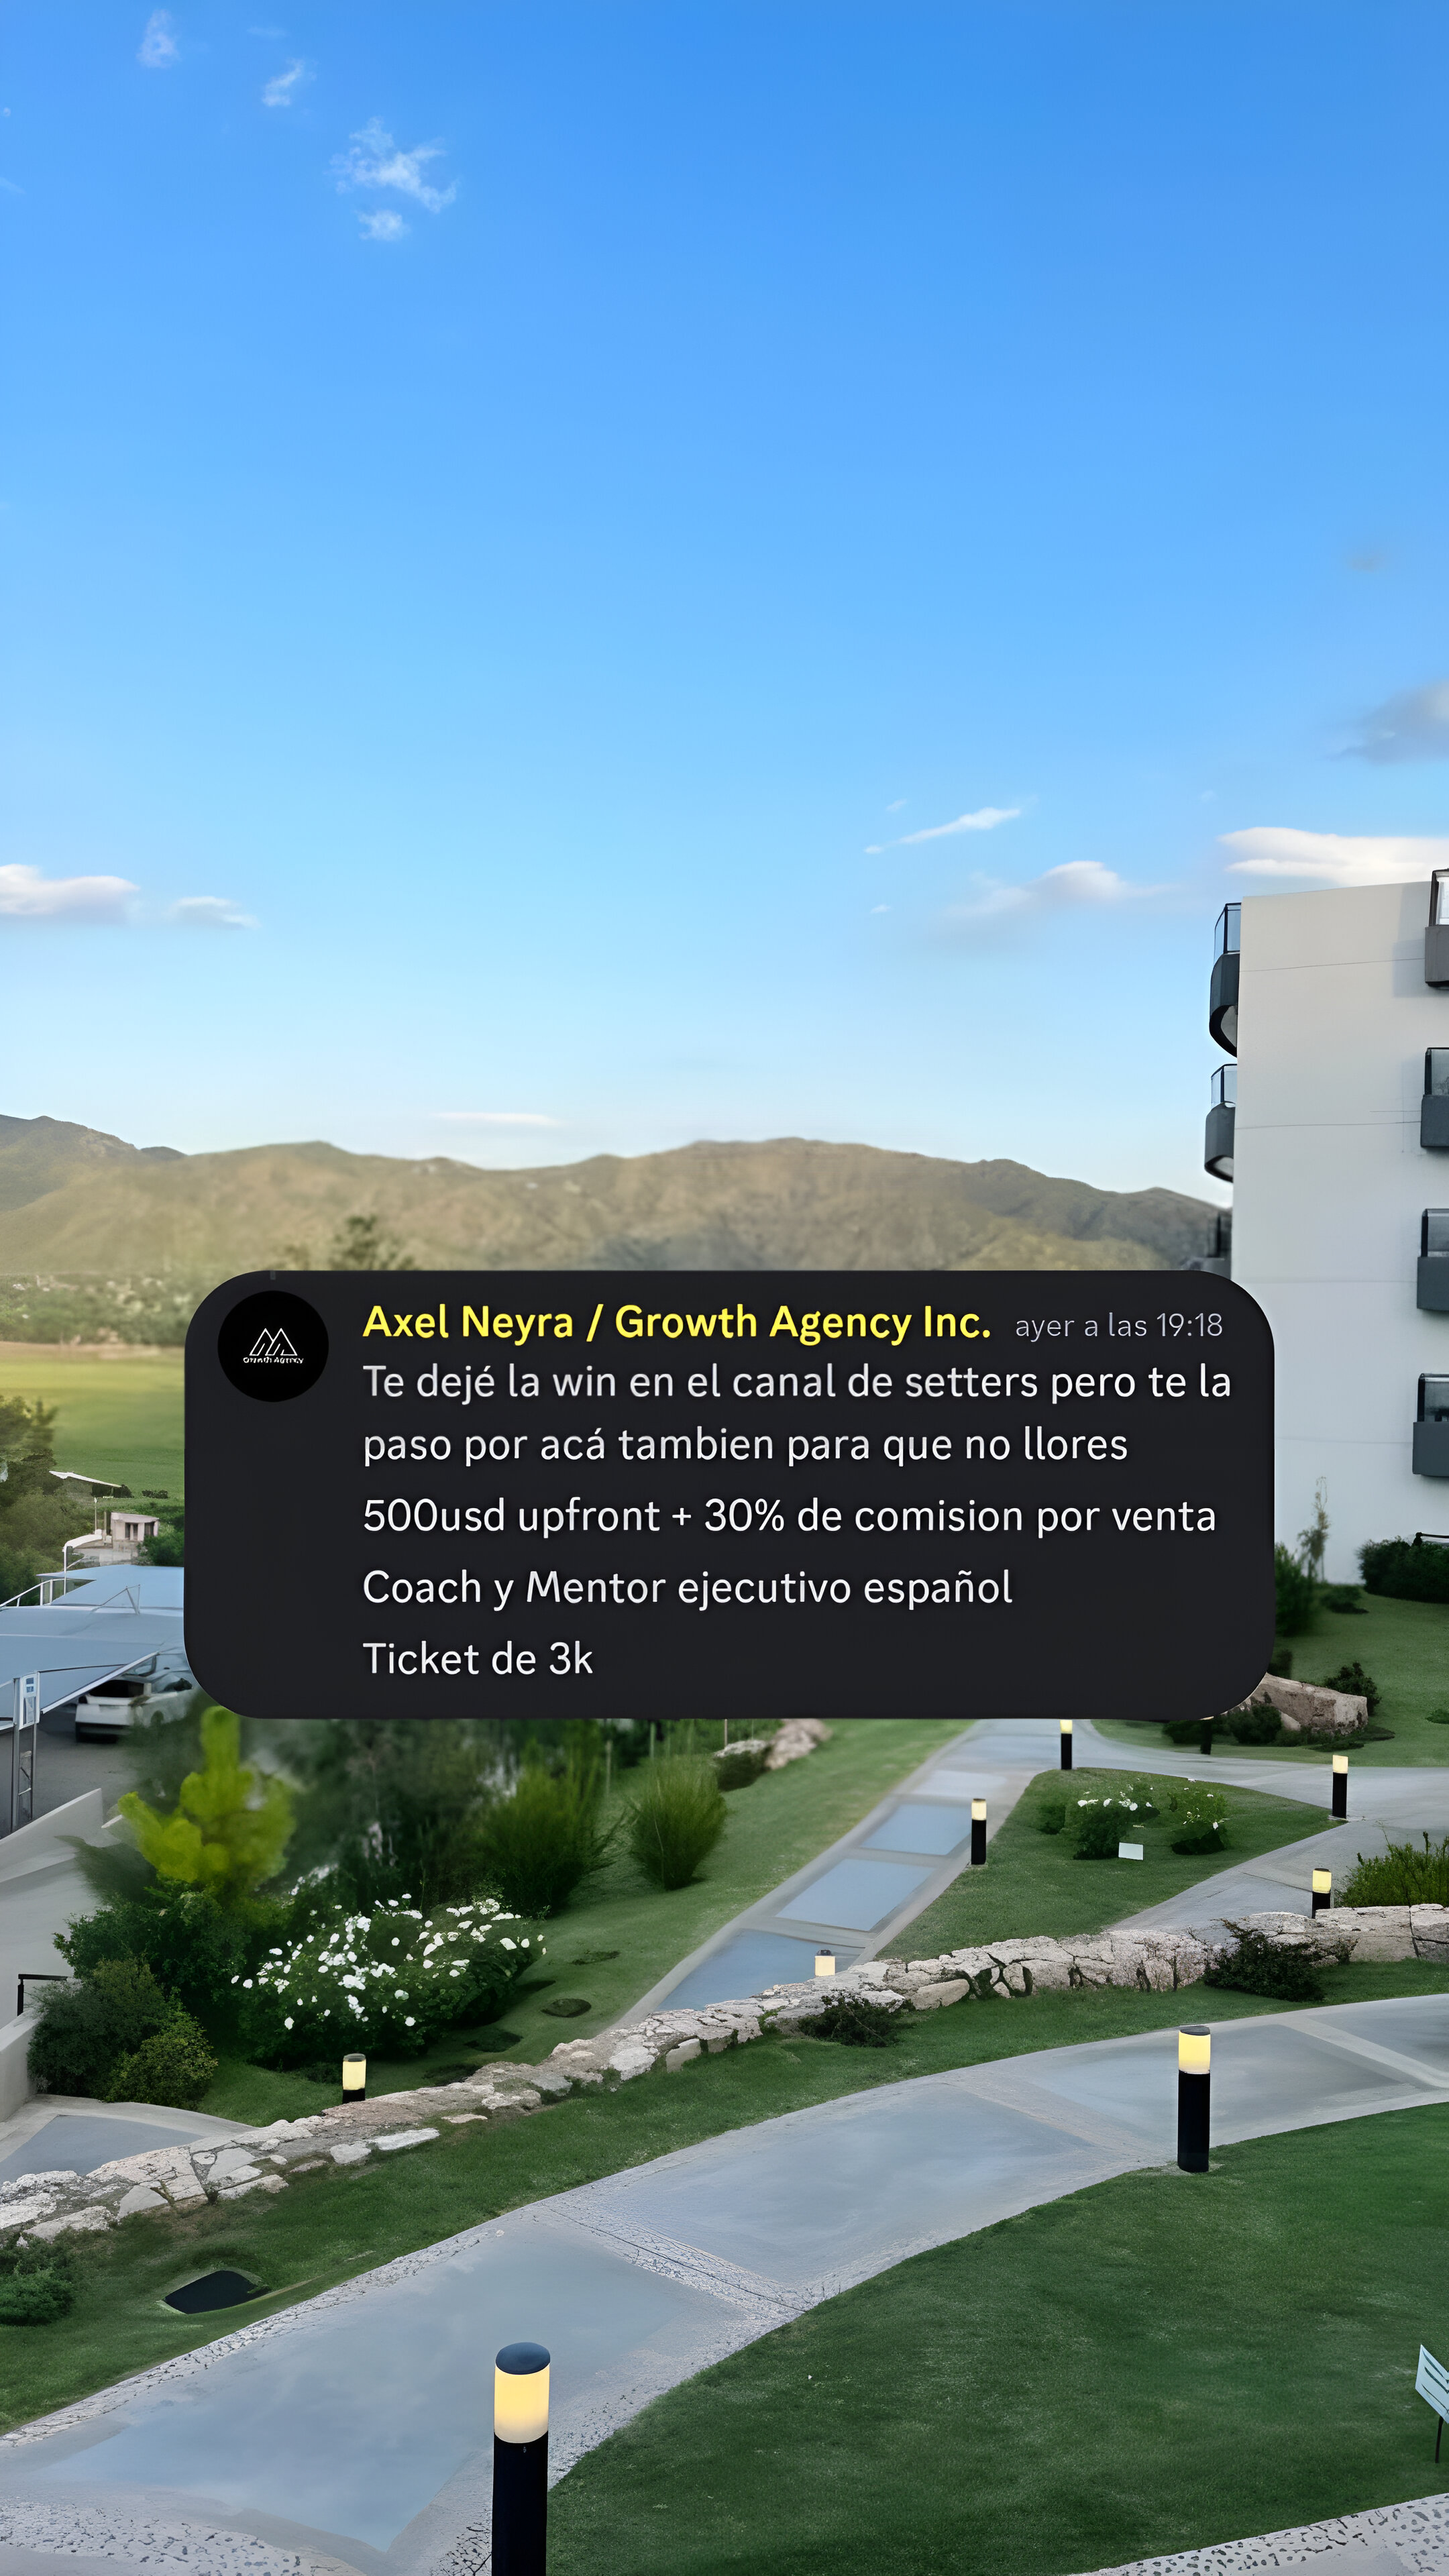 Growth Agency
Axel Neyra / Growth Agency Inc. ayer a las 19:18
Te dejé la win en el canal de setters pero te la
paso por acá tambien para que no llores
500usd upfront + 30% de comision por venta
Coach y Mentor ejecutivo español
Ticket de 3k